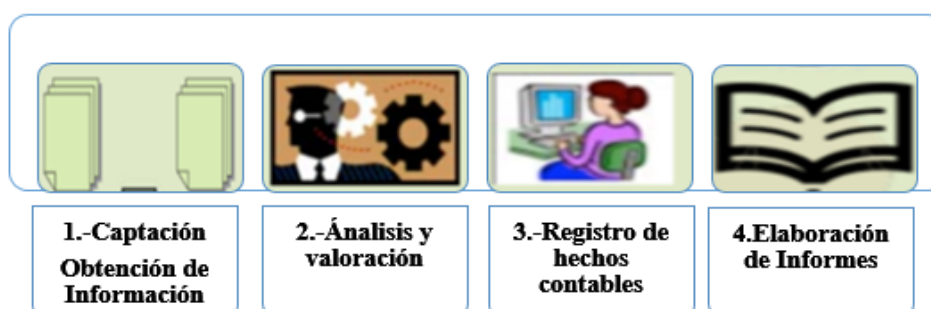 1.-Captación
Obtención de
Información
2.-Ánalisis y
valoración
3.-Registro de
hechos
contables
4.Elaboración
de Informes